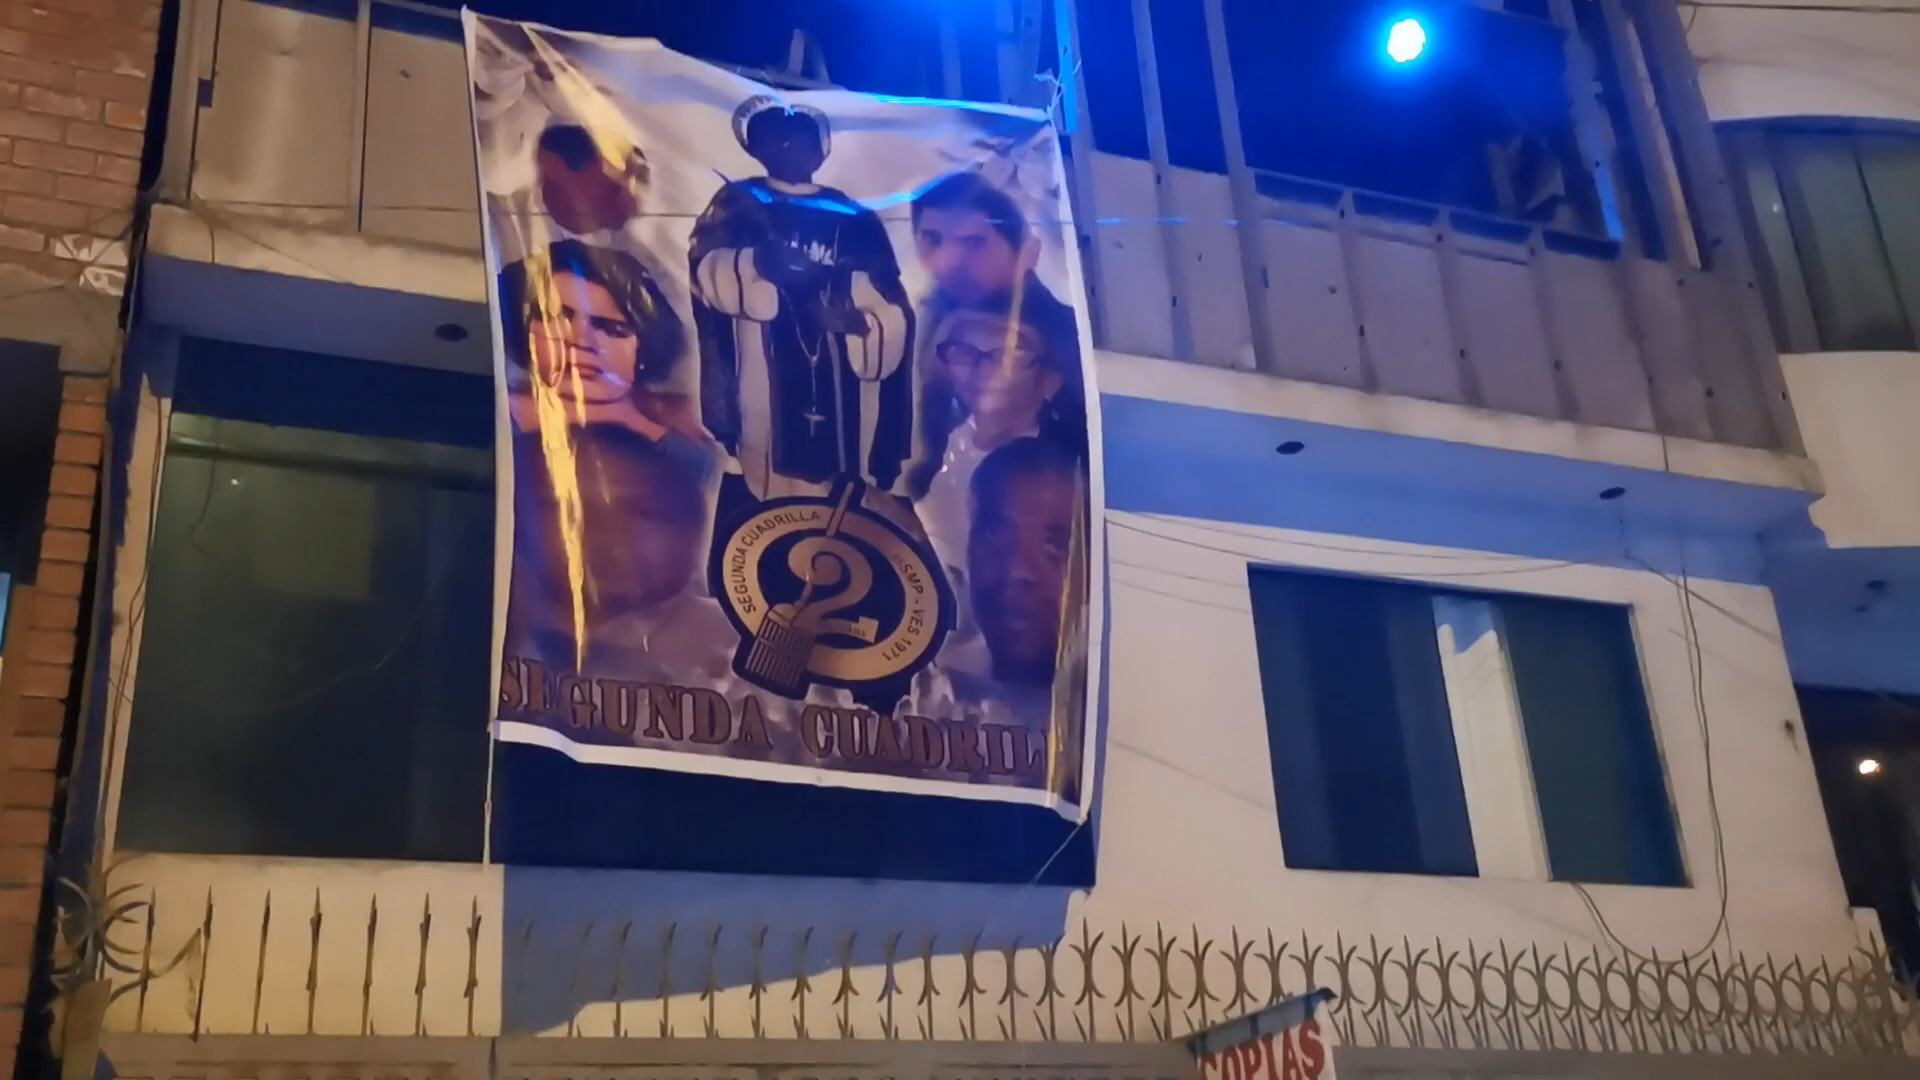 SEGUNDA CUADRILLA
HSMP - VES 1971
2
SEGUNDA CUADRILL
COPIAS